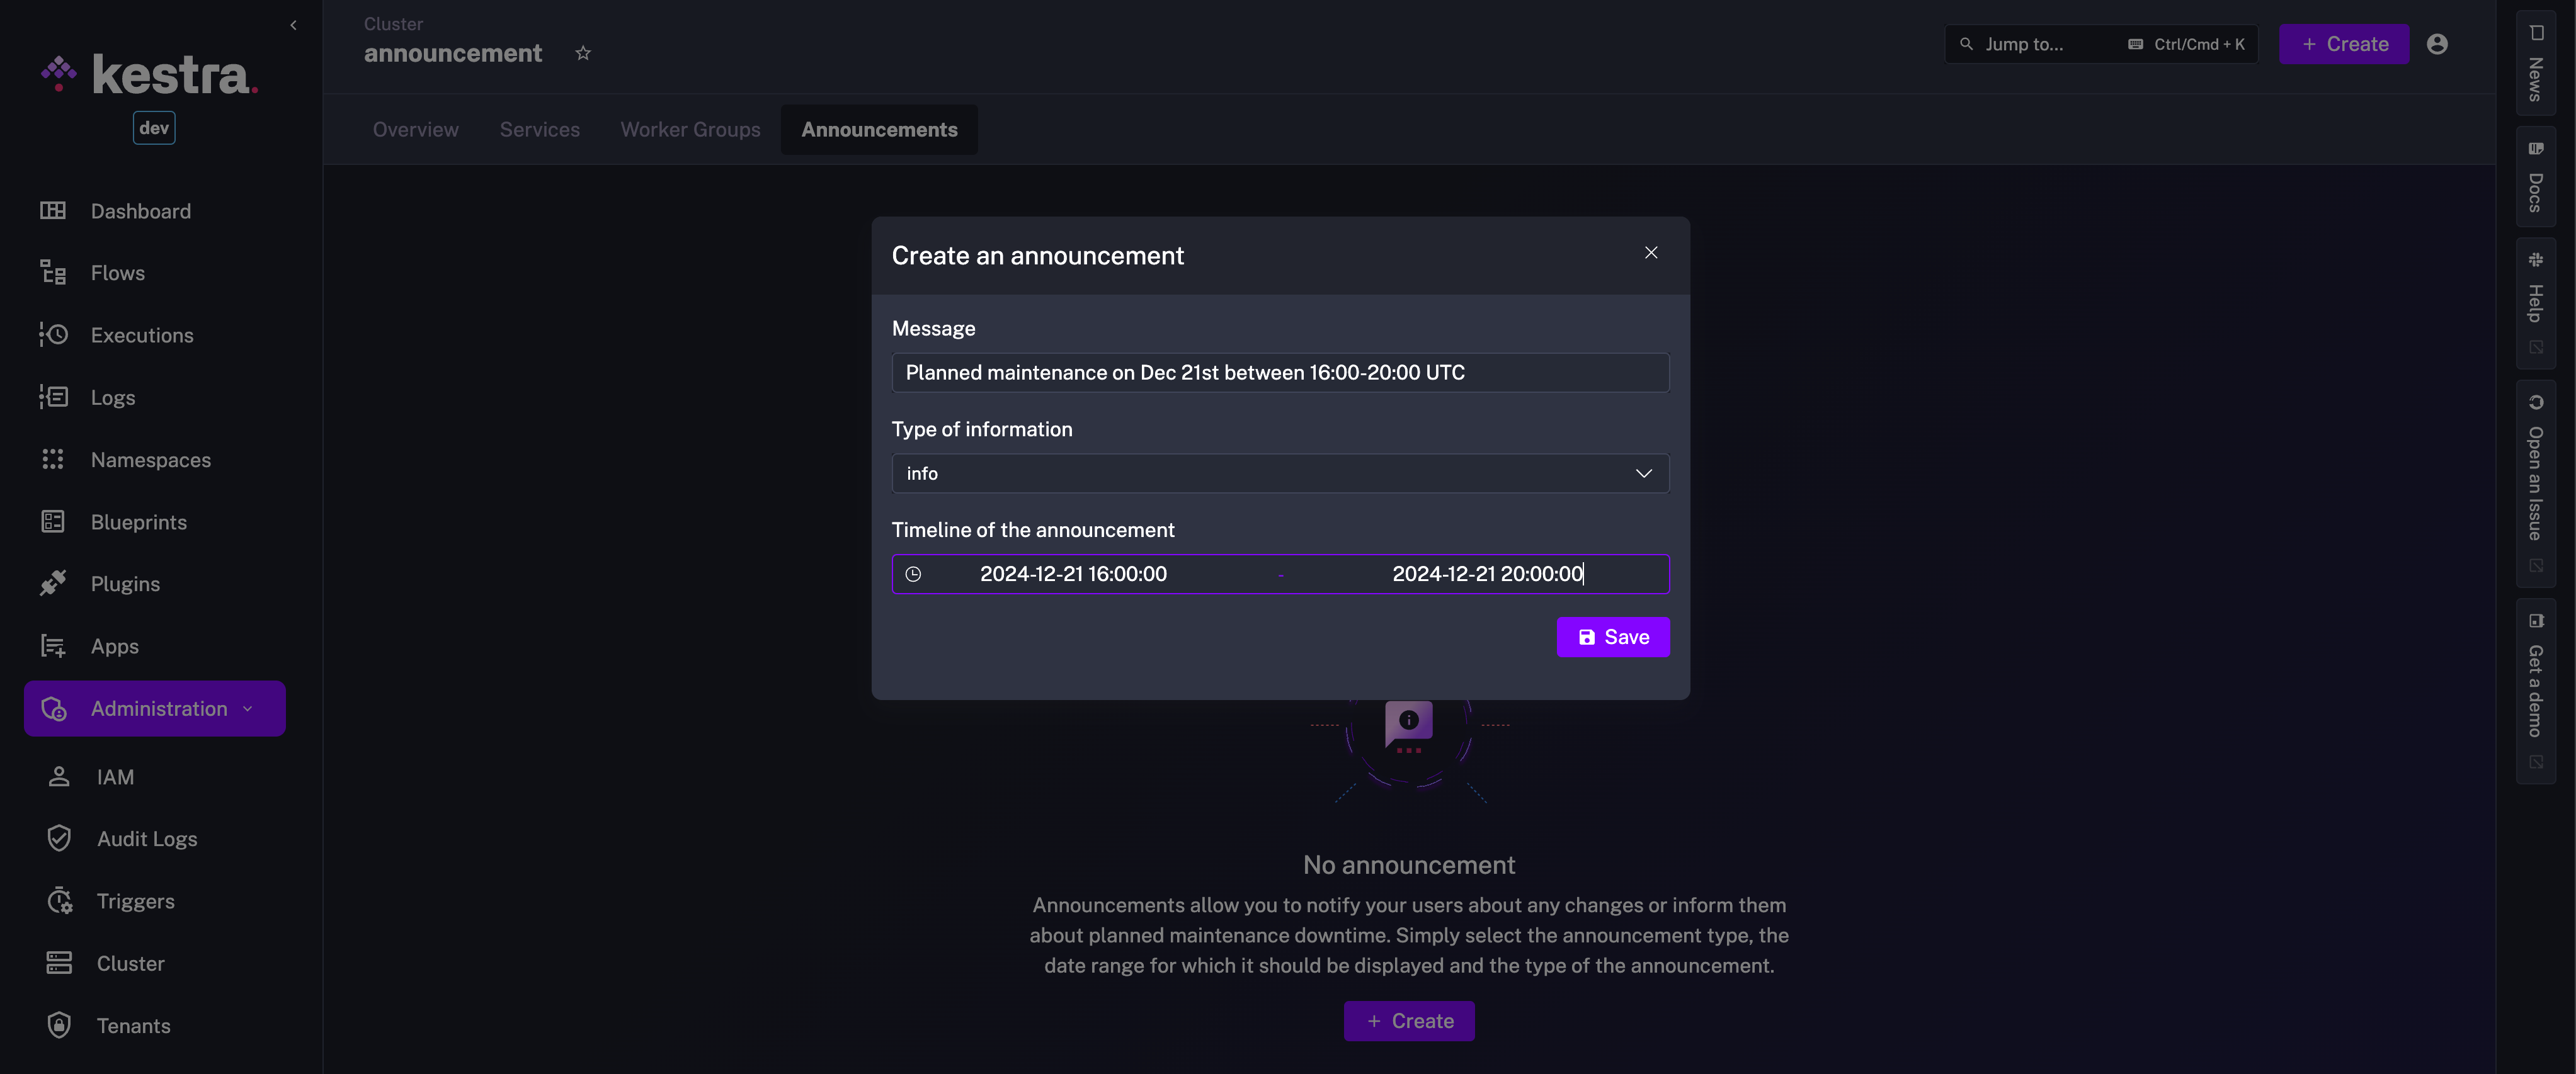 kestra.
dev
Dashboard
Flows
Executions
Logs
Namespaces
Blueprints
Plugins
Apps
Administration
IAM
Audit Logs
Triggers
Cluster
Tenants
Cluster
announcement
Jump to...
Ctrl/Cmd + K
+ Create
Overview
Services
Worker Groups
Announcements
Create an announcement
Message
Planned maintenance on Dec 21st between 16:00-20:00 UTC
Type of information
info
Timeline of the announcement
2024-12-21 16:00:00 - 2024-12-21 20:00:00
Save
No announcement
Announcements allow you to notify your users about any changes or inform them
about planned maintenance downtime. Simply select the announcement type, the
date range for which it should be displayed and the type of the announcement.
+ Create
News
Docs
Help
Open an Issue
Get a demo